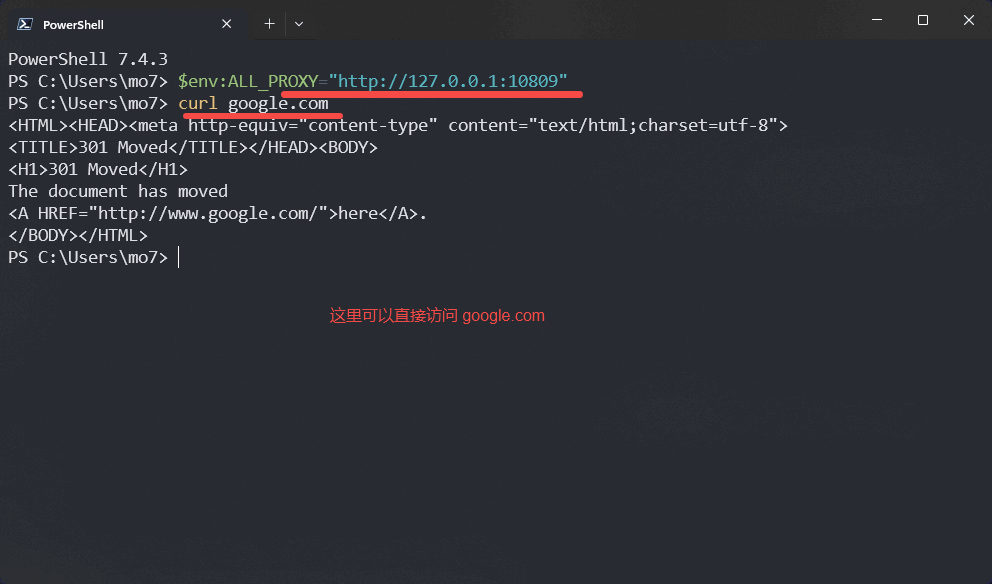 PowerShell
PowerShell 7.4.3
PS C:\Users\mo7> $env:ALL_PROXY="http://127.0.0.1:10809"
PS C:\Users\mo7> curl google.com
<HTML><HEAD><meta http-equiv="content-type" content="text/html;charset=utf-8">
<TITLE>301 Moved</TITLE></HEAD><BODY>
<H1>301 Moved</H1>
The document has moved
<A HREF="http://www.google.com/">here</A>.
</BODY></HTML>
PS C:\Users\mo7>
这里可以直接访问 google.com